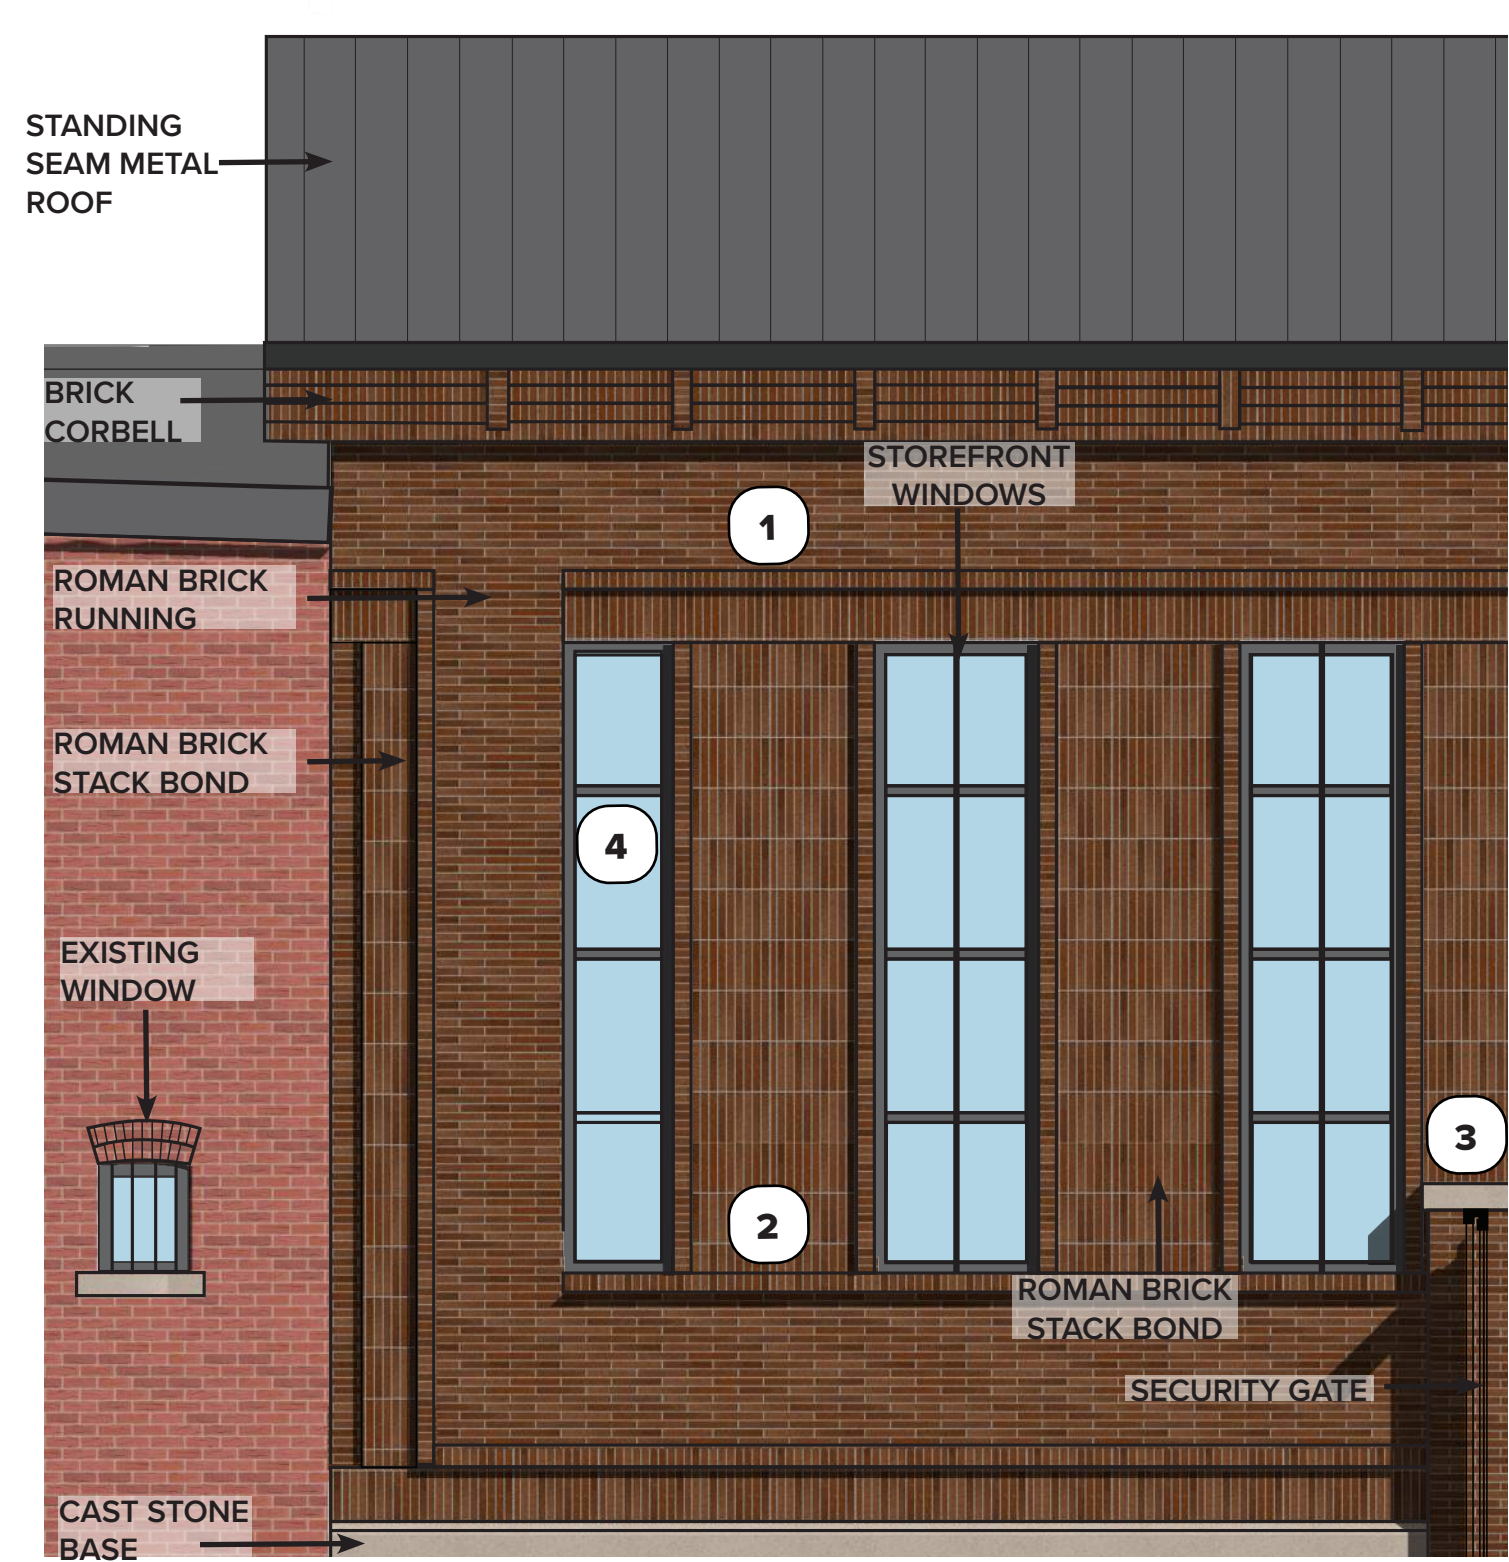 STANDING
SEAM METAL
ROOF
BRICK
CORBELL
STOREFRONT
WINDOWS
1
ROMAN BRICK
RUNNING
ROMAN BRICK
STACK BOND
4
EXISTING
WINDOW
3
2
ROMAN BRICK
STACK BOND
SECURITY GATE
CAST STONE
BASE